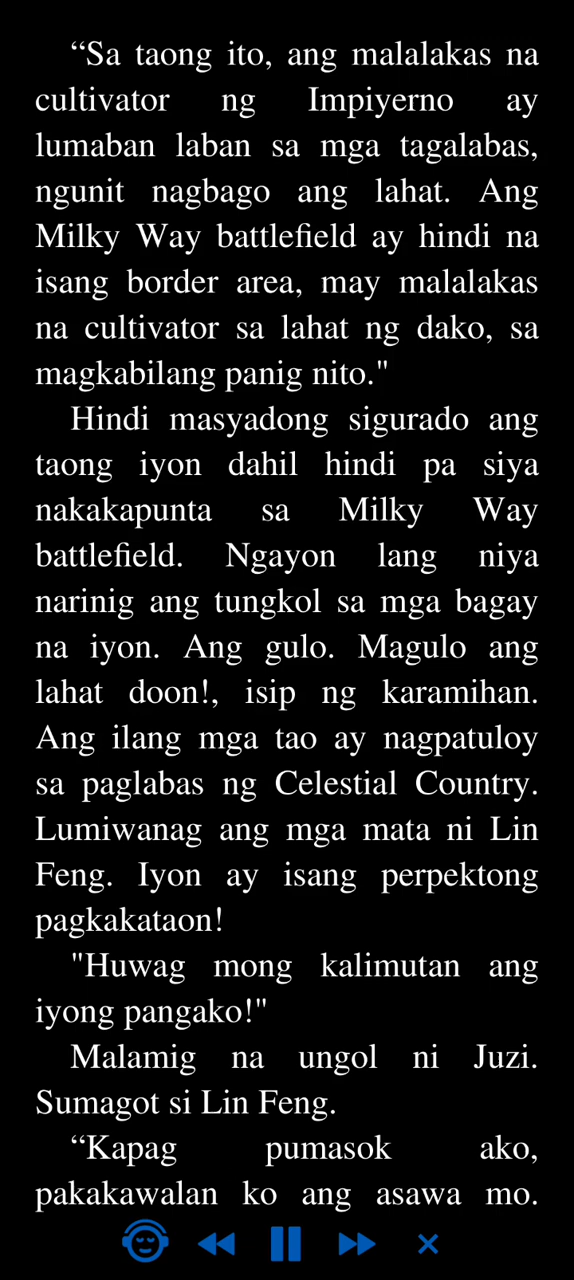 “Sa taong ito, ang malalakas na
cultivator ng Impiyerno ay
lumaban laban sa mga tagalabas,
ngunit nagbago ang lahat. Ang
Milky Way battlefield ay hindi na
isang border area, may malalakas
na cultivator sa lahat ng dako, sa
magkabilang panig nito."
Hindi masyadong sigurado ang
taong iyon dahil hindi pa siya
nakakapunta sa Milky Way
battlefield. Ngayon lang niya
narinig ang tungkol sa mga bagay
na iyon. Ang gulo. Magulo ang
lahat doon!, isip ng karamihan.
Ang ilang mga tao ay nagpatuloy
sa paglabas ng Celestial Country.
Lumiwanag ang mga mata ni Lin
Feng. Iyon ay isang perpektong
pagkakataon!
"Huwag mong kalimutan ang
iyong pangako!"
Malamig na ungol ni Juzi.
Sumagot si Lin Feng.
“Kapag pumasok ako,
pakakawalan ko ang asawa mo.